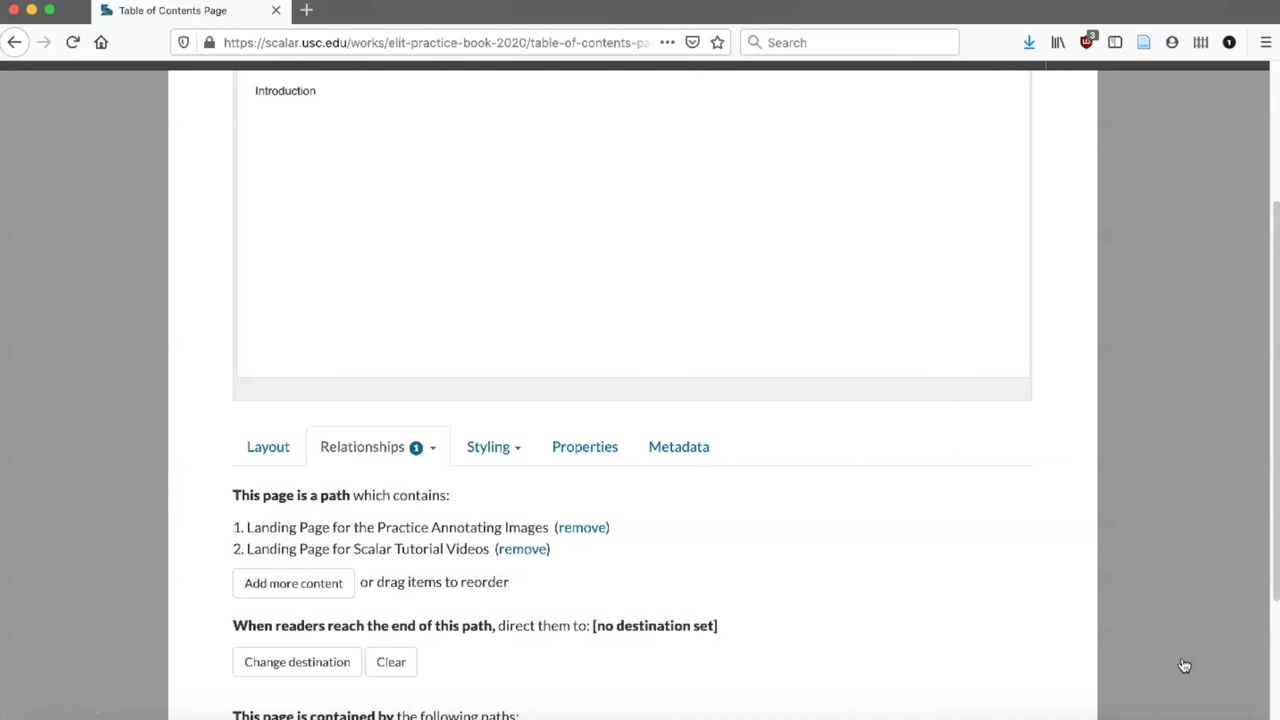 Table of Contents Page
https://scalar.usc.edu/works/elit-practice-book-2020/table-of-contents-pa
Search
3
1
Introduction
Layout
Relationships 1
Styling
Properties
Metadata
This page is a path which contains:
1. Landing Page for the Practice Annotating Images (remove)
2. Landing Page for Scalar Tutorial Videos (remove)
Add more content or drag items to reorder
When readers reach the end of this path, direct them to: [no destination set]
Change destination
Clear
This page is contained by the following paths: